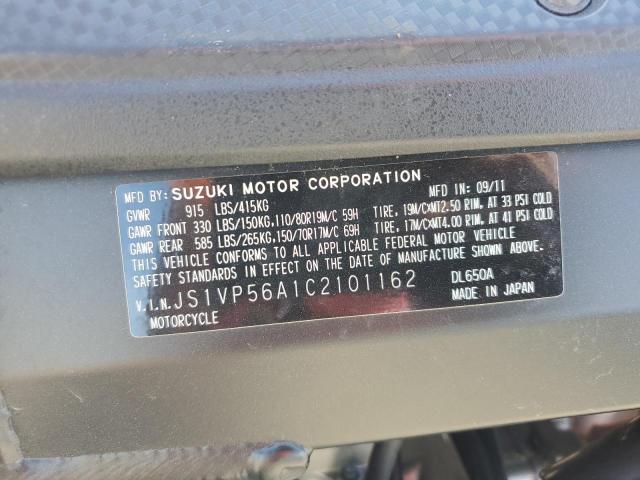 MFD BY: SUZUKI MOTOR CORPORATION MFD IN: 09/11
GVWR 915 LBS/415KG
GAWR FRONT 330 LBS/150KG, 110/80R19M/C 59H TIRE, 19M/CXMT2.50 RIM, AT 33 PSI COLD
GAWR REAR 585 LBS/265KG, 150/70R17M/C 69H TIRE, 17M/CXMT4.00 RIM, AT 41 PSI COLD
THIS VEHICLE CONFORMS TO ALL APPLICABLE FEDERAL MOTOR VEHICLE
SAFETY STANDARDS IN EFFECT ON THE DATE OF MANUFACTURE SHOWN ABOVE.
V.I.N. JS1VP56A1C2101162 DL650A
MOTORCYCLE MADE IN JAPAN